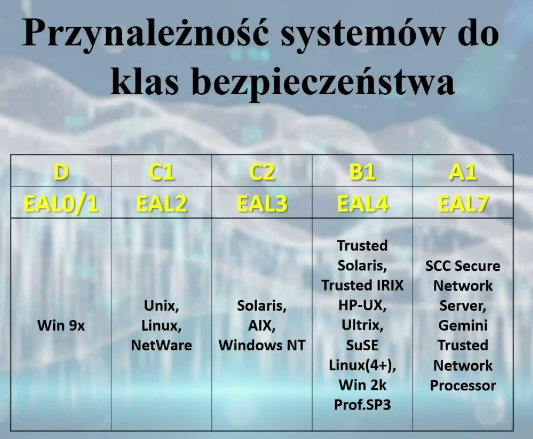 Przynależność systemów do
klas bezpieczeństwa
D C1 C2 B1 A1
EAL0/1 EAL2 EAL3 EAL4 EAL7
Win 9x
Unix,
Linux,
NetWare
Solaris,
AIX,
Windows NT
Trusted
Solaris,
Trusted IRIX
HP-UX,
Ultrix,
SuSE
Linux(4+),
Win 2k
Prof.SP3
SCC Secure
Network
Server,
Gemini
Trusted
Network
Processor